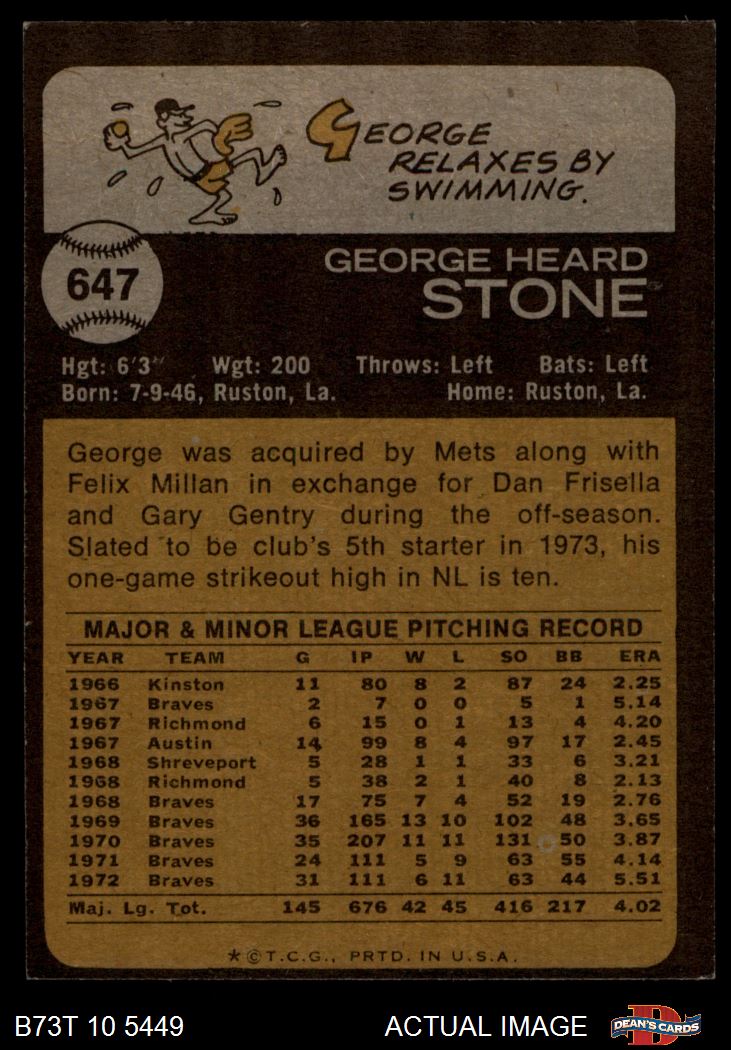 GEORGE
RELAXES BY
SWIMMING.
647
GEORGE HEARD
STONE
Hgt: 6'3" Wgt: 200 Throws: Left Bats: Left
Born: 7-9-46, Ruston, La. Home: Ruston, La.
George was acquired by Mets along with
Felix Millan in exchange for Dan Frisella
and Gary Gentry during the off-season.
Slated to be club's 5th starter in 1973, his
one-game strikeout high in NL is ten.
MAJOR & MINOR LEAGUE PITCHING RECORD
YEAR TEAM G IP W L SO BB ERA
1966 Kinston 11 80 8 2 87 24 2.25
1967 Braves 2 7 0 0 5 1 5.14
1967 Richmond 6 15 0 1 13 4 4.20
1967 Austin 14 99 8 4 97 17 2.45
1968 Shreveport 5 28 1 1 33 6 3.21
1968 Richmond 5 38 2 1 40 8 2.13
1968 Braves 17 75 7 4 52 19 2.76
1969 Braves 36 165 13 10 102 48 3.65
1970 Braves 35 207 11 11 131 50 3.87
1971 Braves 24 111 5 9 63 55 4.14
1972 Braves 31 111 6 11 63 44 5.51
Maj. Lg. Tot. 145 676 42 45 416 217 4.02
*©T.C.G., PRTD. IN U.S.A.
B73T 10 5449 ACTUAL IMAGE DEAN'S CARDS